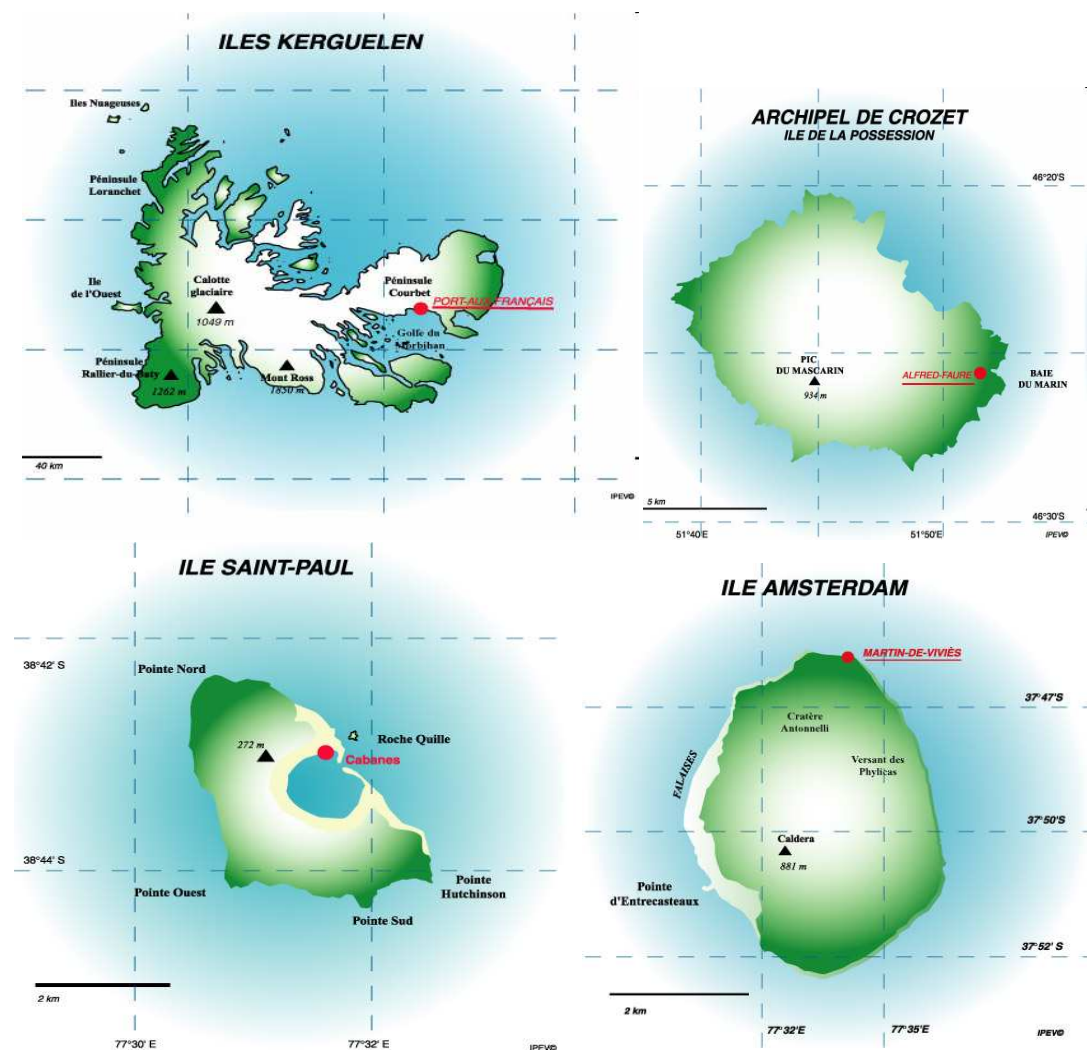 ILES KERGUELEN
Iles Nuageuses
Péninsule
Loranchet
Ile
de l'Ouest
Calotte
glaciaire
1049 m
Péninsule
Courbet
PORT-AUX-FRANÇAIS
Golfe du
Morbihan
Péninsule
Rallier-du-Baty
1262 m
Mont Ross
1850 m
40 km
IPEV©
ARCHIPEL DE CROZET
ILE DE LA POSSESSION
46°20'S
PIC
DU MASCARIN
934 m
ALFRED-FAURE
BAIE
DU MARIN
5 km
46°30'S
51°40'E
51°50'E
IPEV©
ILE SAINT-PAUL
38°42' S
Pointe Nord
272 m
Roche Quille
Cabanes
38°44' S
Pointe Ouest
Pointe
Hutchinson
Pointe Sud
2 km
77°30' E
77°32' E
IPEV©
ILE AMSTERDAM
MARTIN-DE-VIVIÈS
37°47'S
Cratère
Antonnelli
Versant des
Phylicas
FALAISES
37°50'S
Caldera
881 m
Pointe
d'Entrecasteaux
37°52' S
2 km
77°32'E
77°35'E
IPEV©